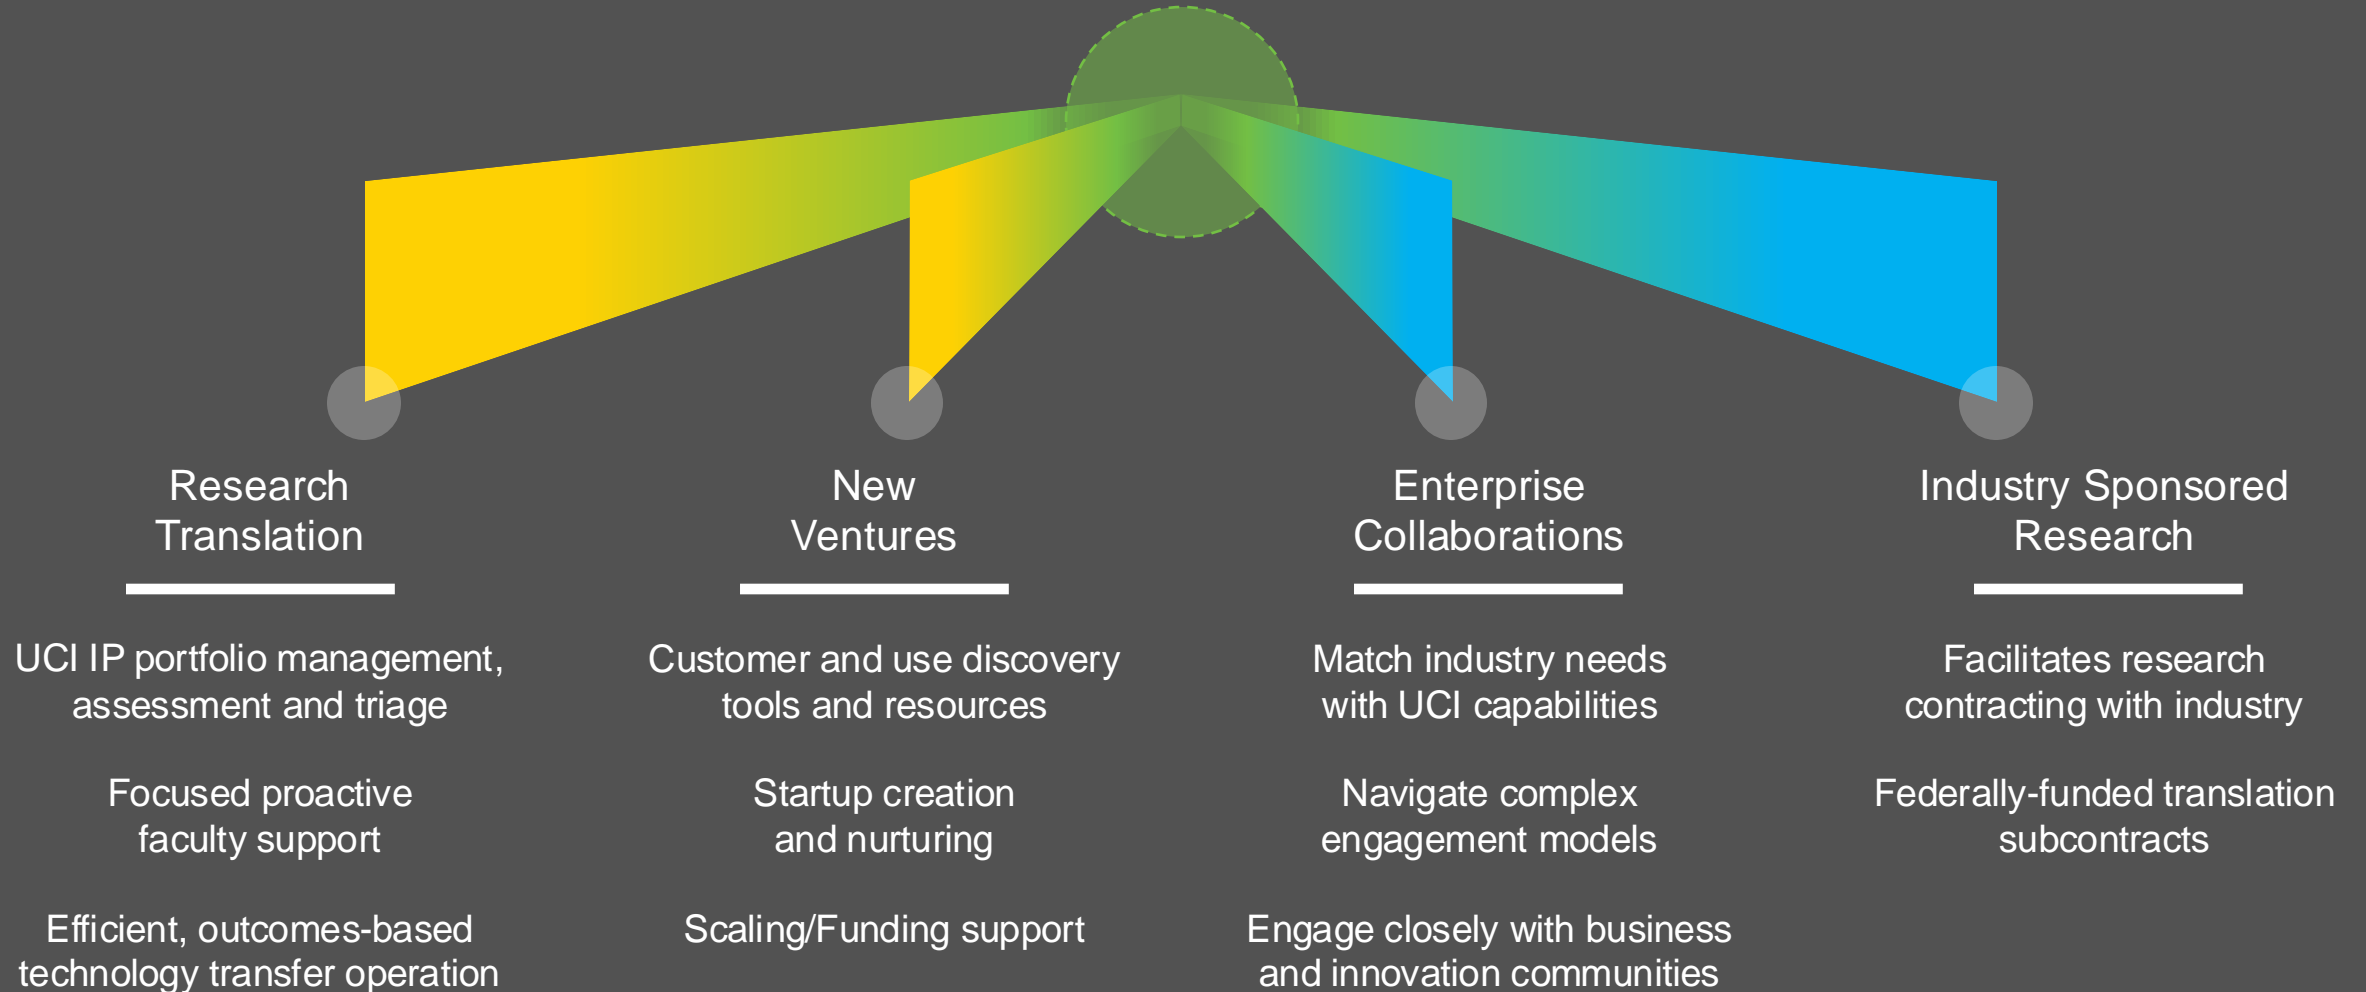 Research
Translation
UCI IP portfolio management,
assessment and triage
Focused proactive
faculty support
Efficient, outcomes-based
technology transfer operation
New
Ventures
Customer and use discovery
tools and resources
Startup creation
and nurturing
Scaling/Funding support
Enterprise
Collaborations
Match industry needs
with UCI capabilities
Navigate complex
engagement models
Engage closely with business
and innovation communities
Industry Sponsored
Research
Facilitates research
contracting with industry
Federally-funded translation
subcontracts